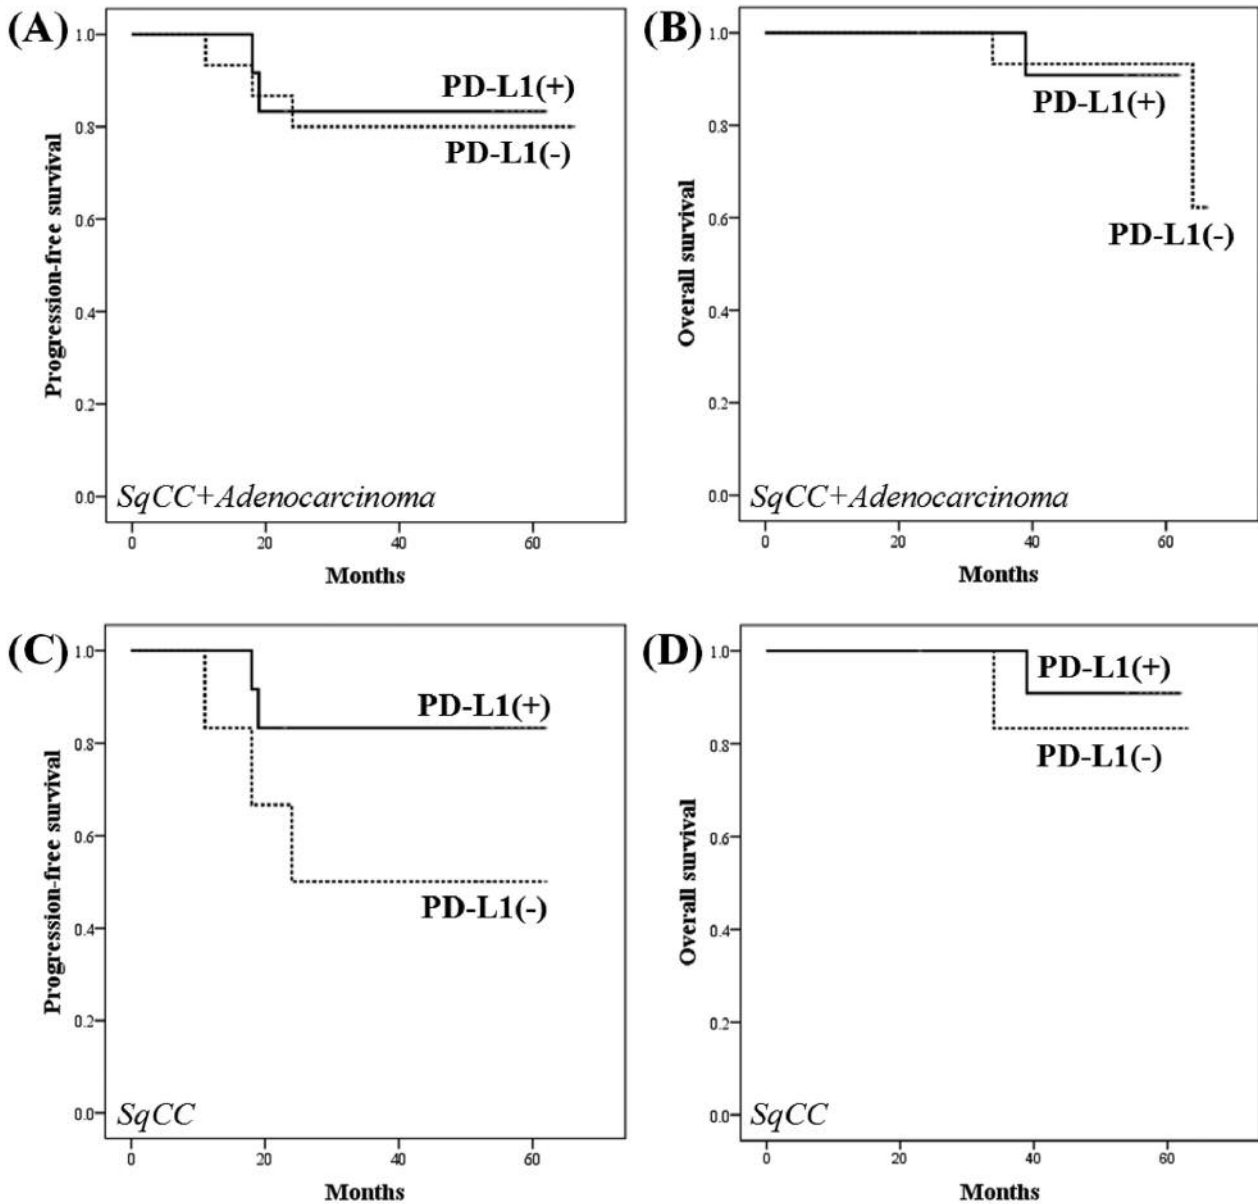 (A)
Progression-free survival
1.0
0.8
0.6
0.4
0.2
0.0
PD-L1(+)
PD-L1(-)
SqCC+Adenocarcinoma
0 20 40 60
Months
(B)
Overall survival
1.0
0.8
0.6
0.4
0.2
0.0
PD-L1(+)
PD-L1(-)
SqCC+Adenocarcinoma
0 20 40 60
Months
(C)
Progression-free survival
1.0
0.8
0.6
0.4
0.2
0.0
PD-L1(+)
PD-L1(-)
SqCC
0 20 40 60
Months
(D)
Overall survival
1.0
0.8
0.6
0.4
0.2
0.0
PD-L1(+)
PD-L1(-)
SqCC
0 20 40 60
Months